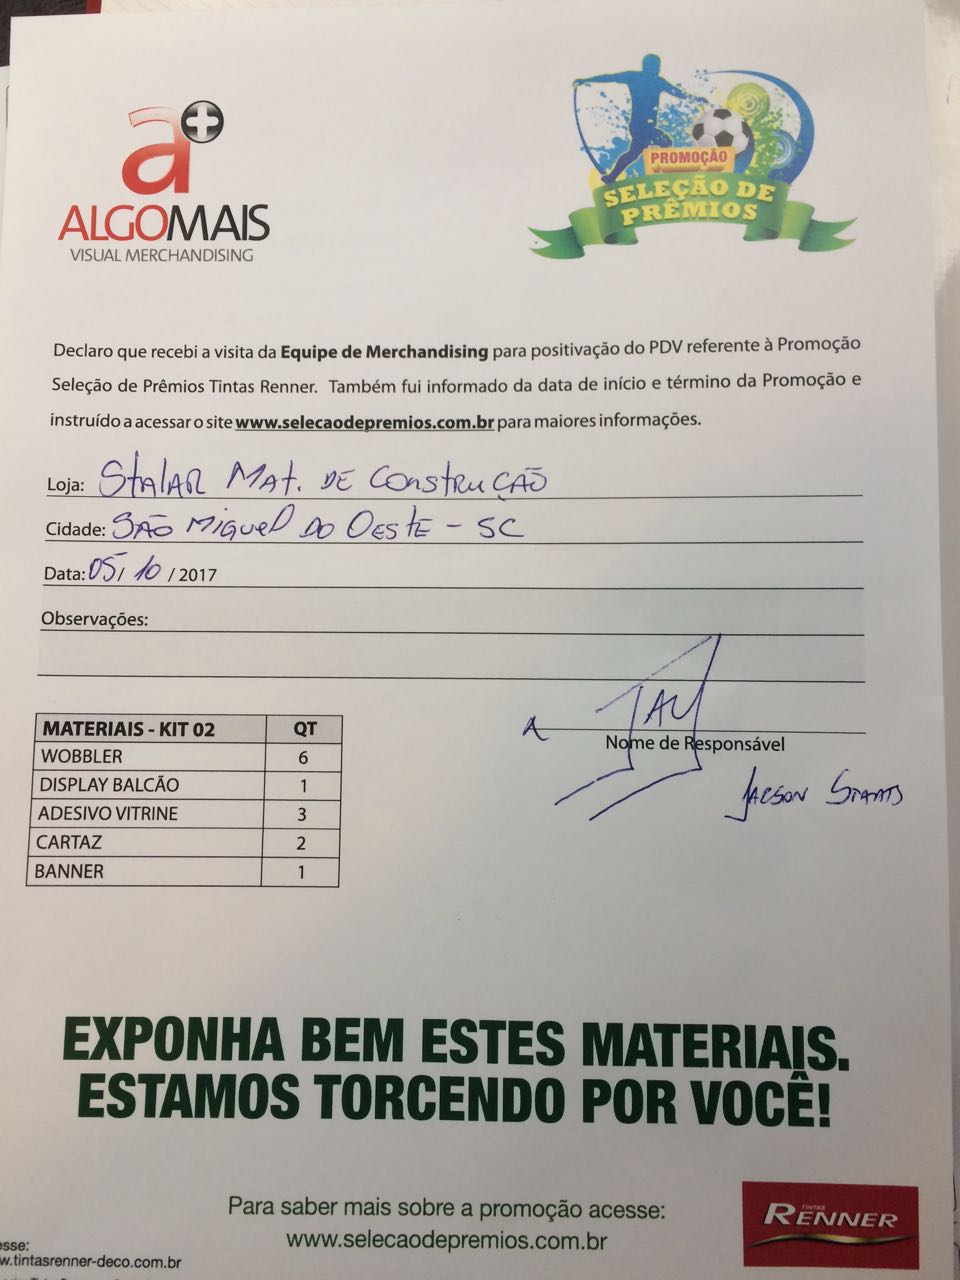 a+
ALGOMAIS
VISUAL MERCHANDISING
PROMOÇÃO
SELEÇÃO DE
PRÊMIOS
Declaro que recebi a visita da Equipe de Merchandising para positivação do PDV referente à Promoção
Seleção de Prêmios Tintas Renner. Também fui informado da data de início e término da Promoção e
instruído a acessar o site www.selecaodepremios.com.br para maiores informações.
Loja: Stalar Mat. de Construção
Cidade: São Miguel do Oeste - SC
Data: 05/10/2017
Observações:
MATERIAIS - KIT 02 QT
WOBBLER 6
DISPLAY BALCÃO 1
ADESIVO VITRINE 3
CARTAZ 2
BANNER 1
Nome de Responsável
EXPONHA BEM ESTES MATERIAIS.
ESTAMOS TORCENDO POR VOCÊ!
Para saber mais sobre a promoção acesse:
www.selecaodepremios.com.br
TINTAS
RENNER
esse:
w.tintasrenner-deco.com.br